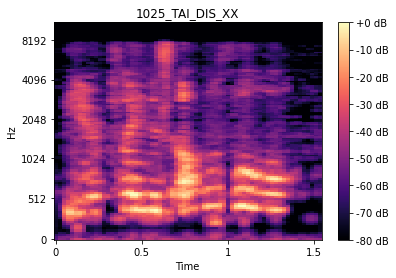 1025_TAI_DIS_XX
8192
4096
2048
1024
512
0
Hz
0
0.5
1
1.5
Time
+0 dB
-10 dB
-20 dB
-30 dB
-40 dB
-50 dB
-60 dB
-70 dB
-80 dB